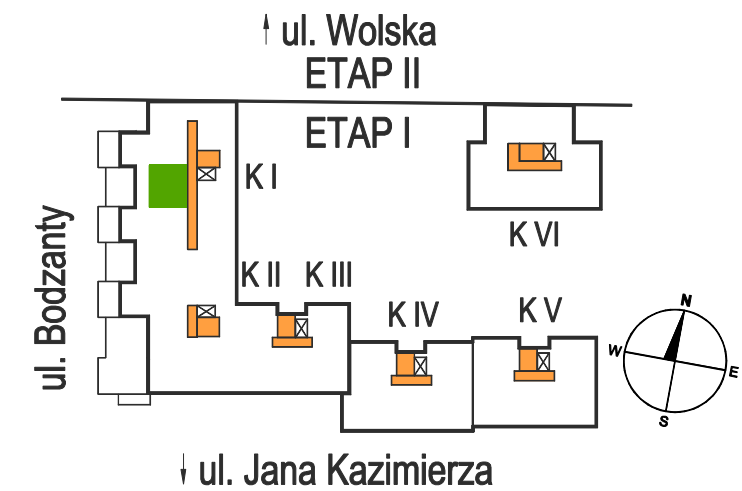 ul. Wolska
ETAP II
ETAP I
K I
K VI
ul. Bodzanty
K II
K III
K IV
K V
N
W
E
S
ul. Jana Kazimierza